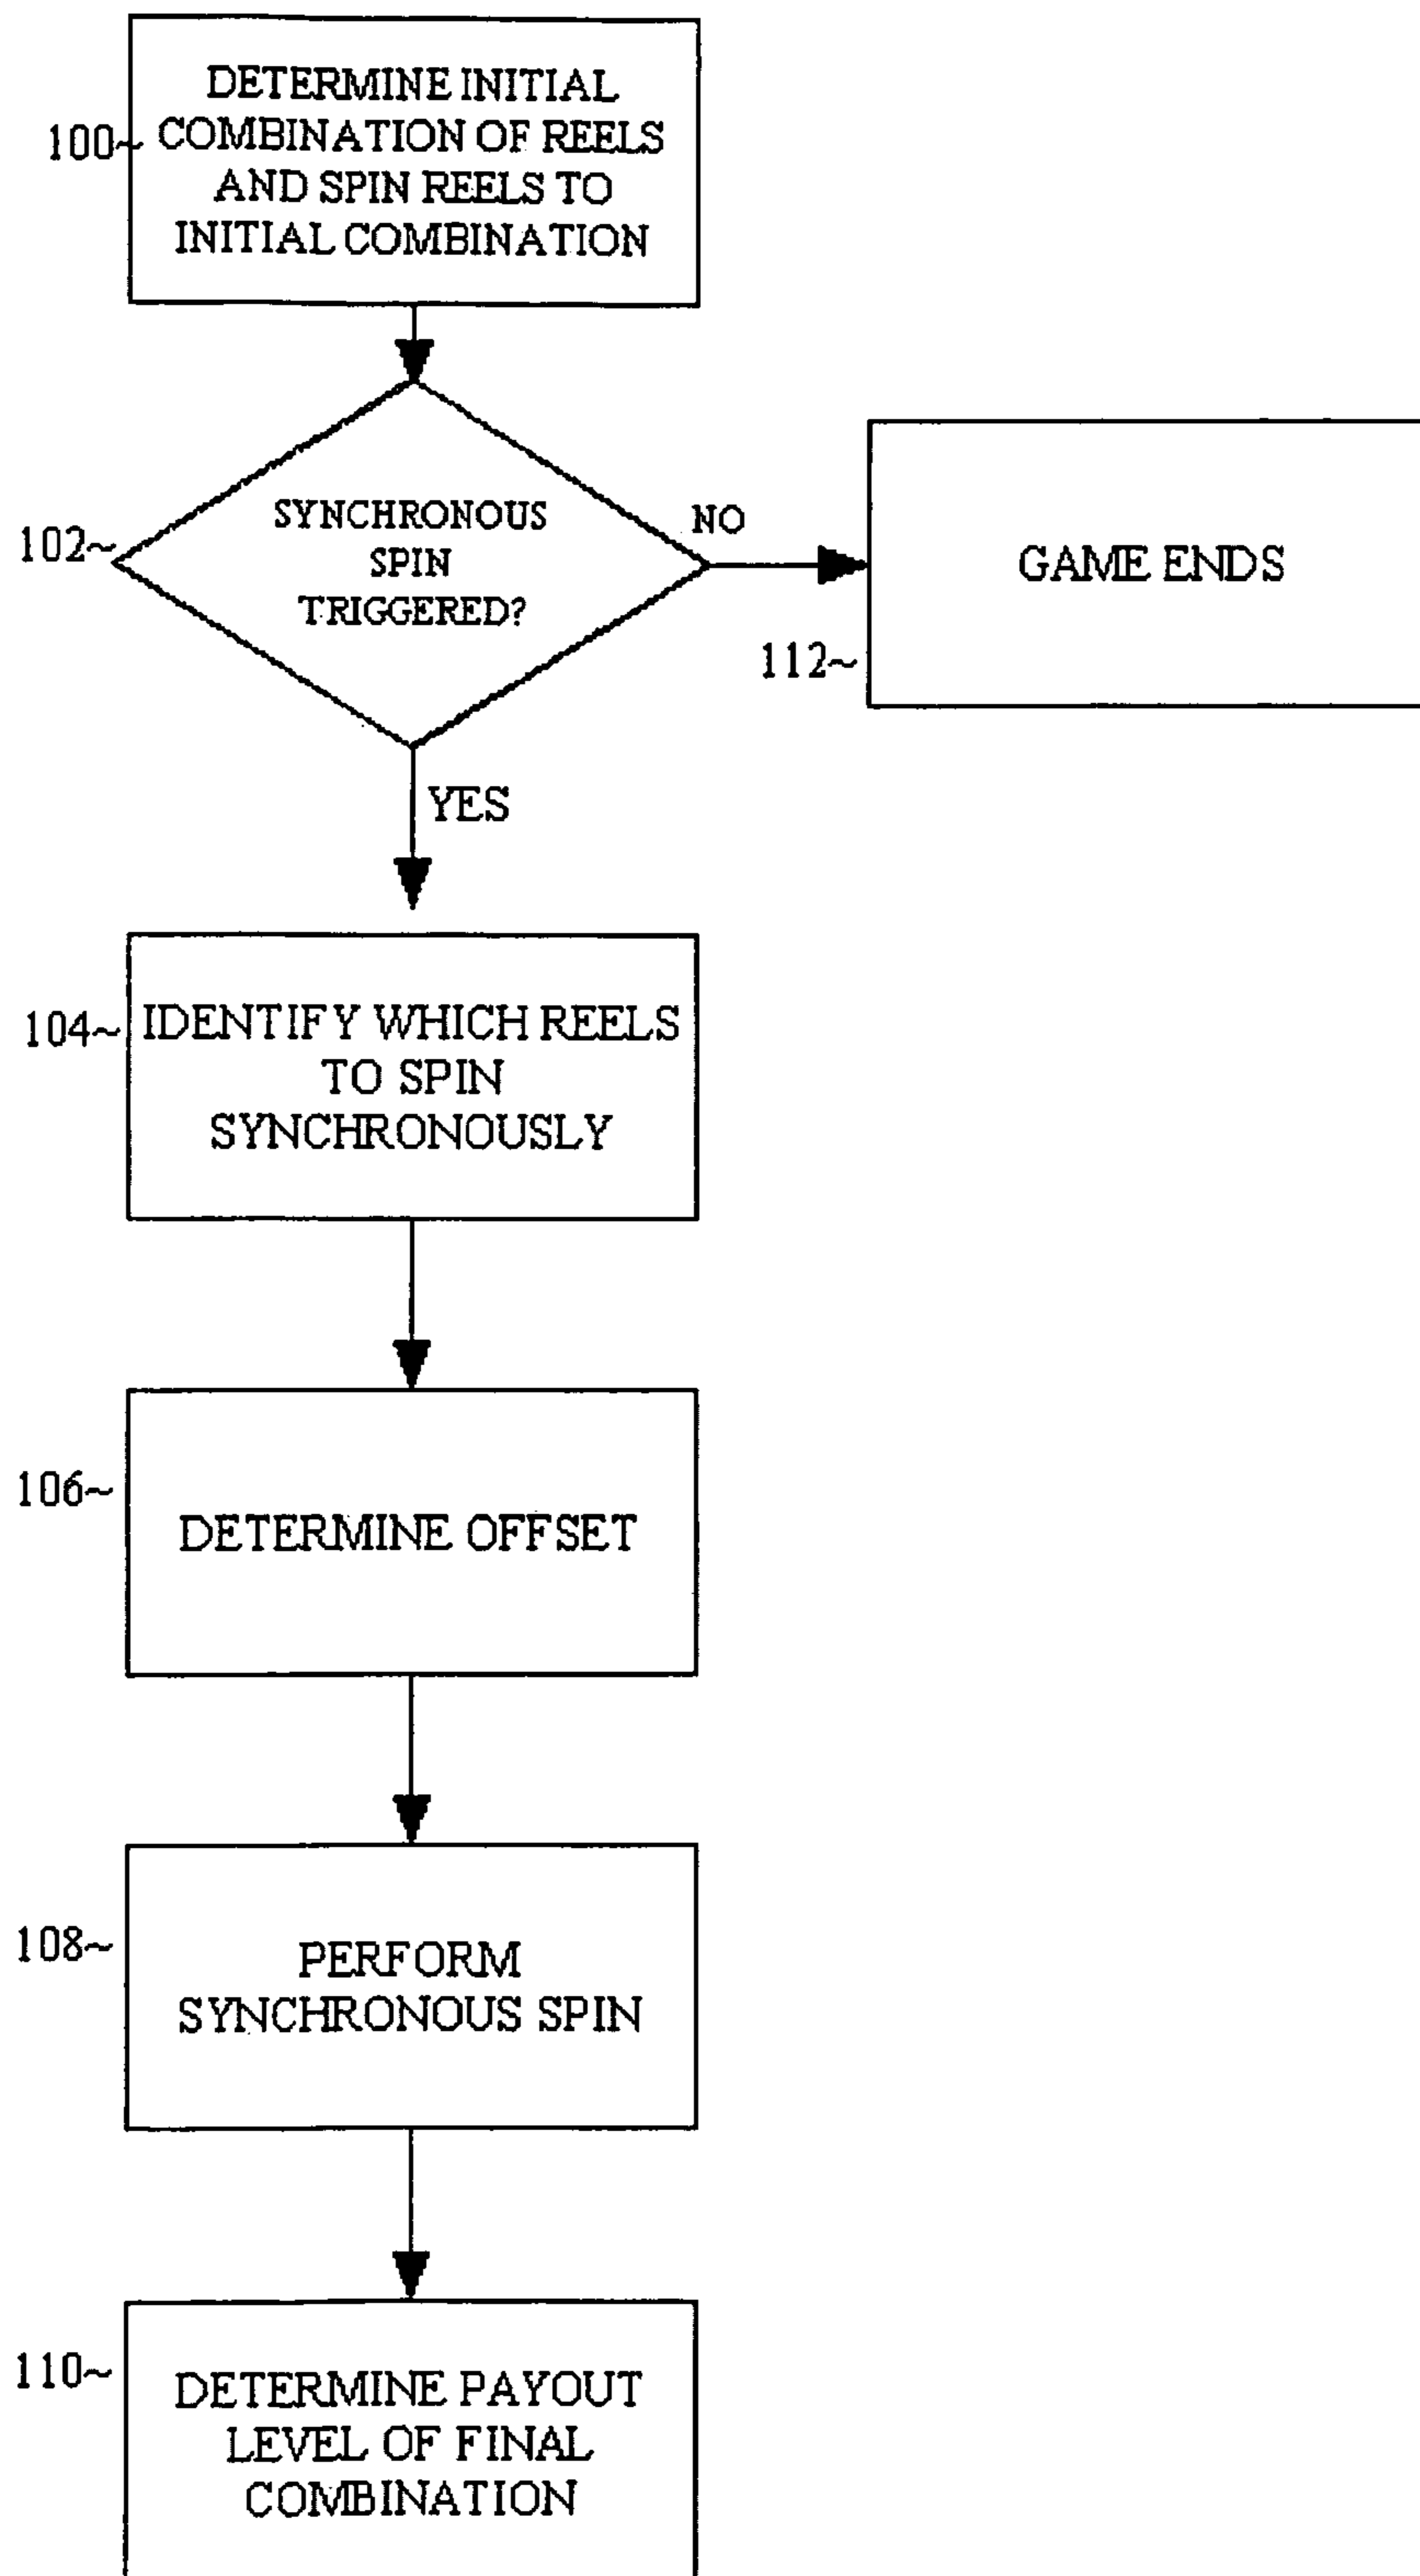 DETERMINE INITIAL
100~ COMBINATION OF REELS
AND SPIN REELS TO
INITIAL COMBINATION
SYNCHRONOUS
102~ SPIN
TRIGGERED?
NO
GAME ENDS
112~
YES
104~ IDENTIFY WHICH REELS
TO SPIN
SYNCHRONOUSLY
106~
DETERMINE OFFSET
108~
PERFORM
SYNCHRONOUS SPIN
110~
DETERMINE PAYOUT
LEVEL OF FINAL
COMBINATION